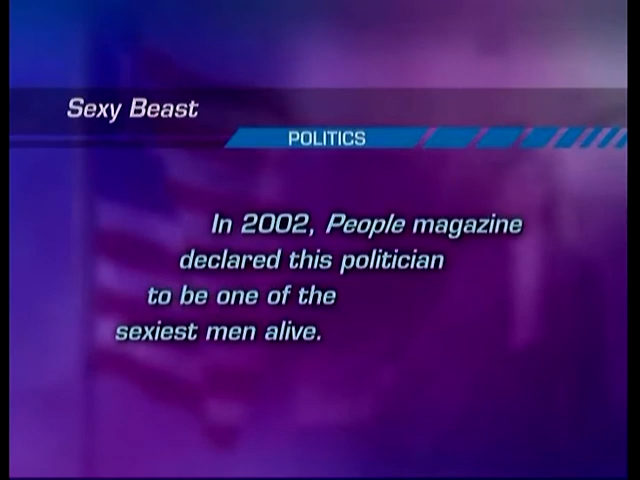 Sexy Beast
POLITICS
In 2002, People magazine
declared this politician
to be one of the
sexiest men alive.